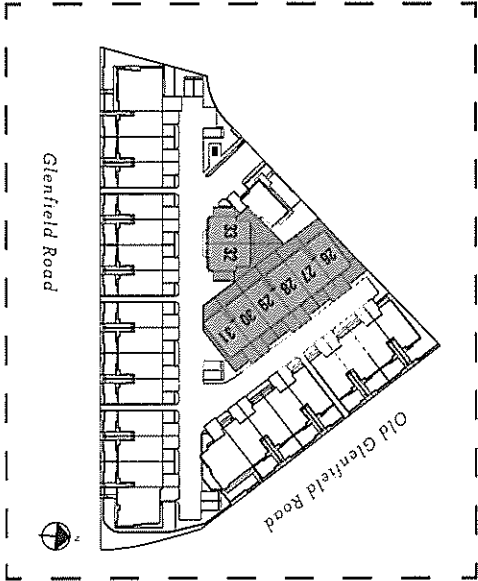 Glenfield Road
33 32
26 27 28 29 30 31
Old Glenfield Road
z